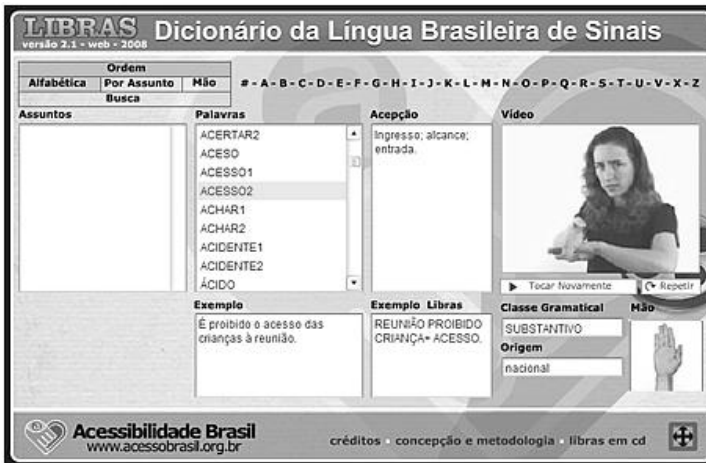 LIBRAS
versão 2.1 - web - 2008
Dicionário da Língua Brasileira de Sinais
Ordem
Alfabética Por Assunto Mão
Busca
# - A - B - C - D - E - F - G - H - I - J - K - L - M - N - O - P - Q - R - S - T - U - V - X - Z
Assuntos
Palavras
ACERTAR2
ACESO
ACESSO1
ACESSO2
ACHAR1
ACHAR2
ACIDENTE1
ACIDENTE2
ÁCIDO
Acepção
Ingresso; alcance;
entrada.
Vídeo
Tocar Novamente
Repetir
Exemplo
É proibido o acesso das
crianças à reunião.
Exemplo Libras
REUNIÃO PROIBIDO
CRIANÇA+ ACESSO.
Classe Gramatical
SUBSTANTIVO
Origem
nacional
Mão
Acessibilidade Brasil
www.acessobrasil.org.br
créditos - concepção e metodologia - libras em cd